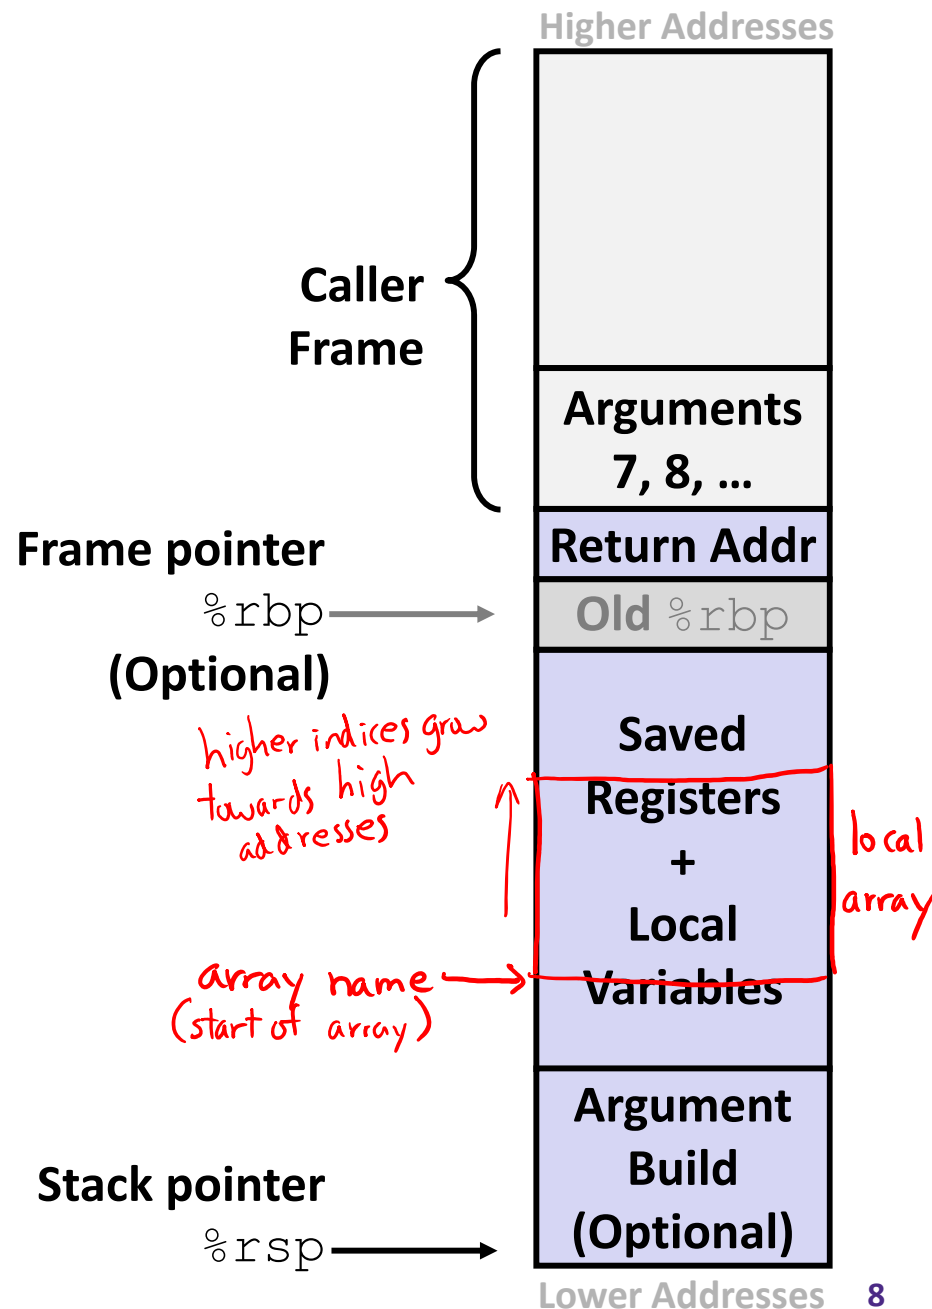 Higher Addresses
Caller
Frame
Arguments
7, 8, …
Return Addr
Frame pointer
%rbp
(Optional)
Old %rbp
Saved
Registers
+
Local
Variables
higher indices grow
towards high
addresses
local
array
array name
(start of array)
Argument
Build
(Optional)
Stack pointer
%rsp
Lower Addresses
8